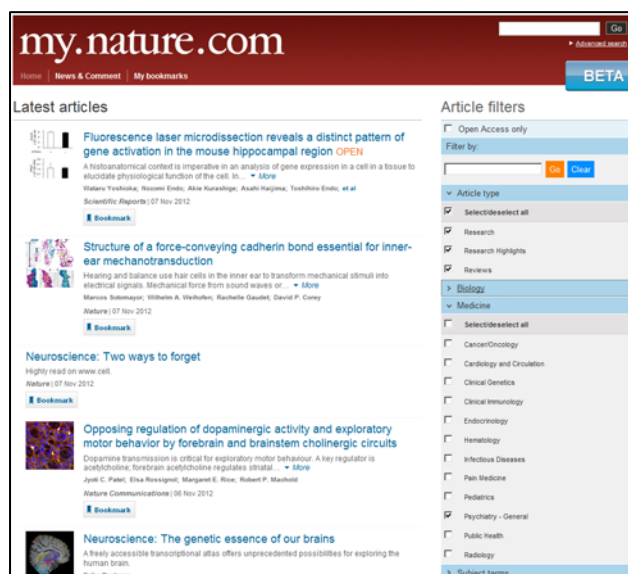 my.nature.com
Go
Advanced search
Home | News & Comment | My bookmarks
BETA
Latest articles
Fluorescence laser microdissection reveals a distinct pattern of
gene activation in the mouse hippocampal region OPEN
A histoanatomical context is imperative in an analysis of gene expression in a cell in a tissue to
elucidate physiological function of the cell. In... More
Wataru Yoshioka; Nozomi Endo; Akie Kurashige; Asahi Haijima; Toshihiro Endo; et al
Scientific Reports | 07 Nov 2012
Bookmark
Structure of a force-conveying cadherin bond essential for inner-
ear mechanotransduction
Hearing and balance use hair cells in the inner ear to transform mechanical stimuli into
electrical signals. Mechanical force from sound waves or... More
Marcos Sotomayor; Wilhelm A. Weihofen; Rachelle Gaudet; David P. Corey
Nature | 07 Nov 2012
Bookmark
Neuroscience: Two ways to forget
Highly read on www.cell.
Nature | 07 Nov 2012
Bookmark
Opposing regulation of dopaminergic activity and exploratory
motor behavior by forebrain and brainstem cholinergic circuits
Dopamine transmission is critical for exploratory motor behaviour. A key regulator is
acetylcholine; forebrain acetylcholine regulates striatal... More
Jyoti C. Patel; Elsa Rossignol; Margaret E. Rice; Robert P. Machold
Nature Communications | 06 Nov 2012
Bookmark
Neuroscience: The genetic essence of our brains
A freely accessible transcriptional atlas offers unprecedented possibilities for exploring the
human brain.
Article filters
Open Access only
Filter by:
Go Clear
Article type
Select/deselect all
Research
Research Highlights
Reviews
Biology
Medicine
Select/deselect all
Cancer/Oncology
Cardiology and Circulation
Clinical Genetics
Clinical Immunology
Endocrinology
Hematology
Infectious Diseases
Pain Medicine
Pediatrics
Psychiatry - General
Public Health
Radiology
Subject terms